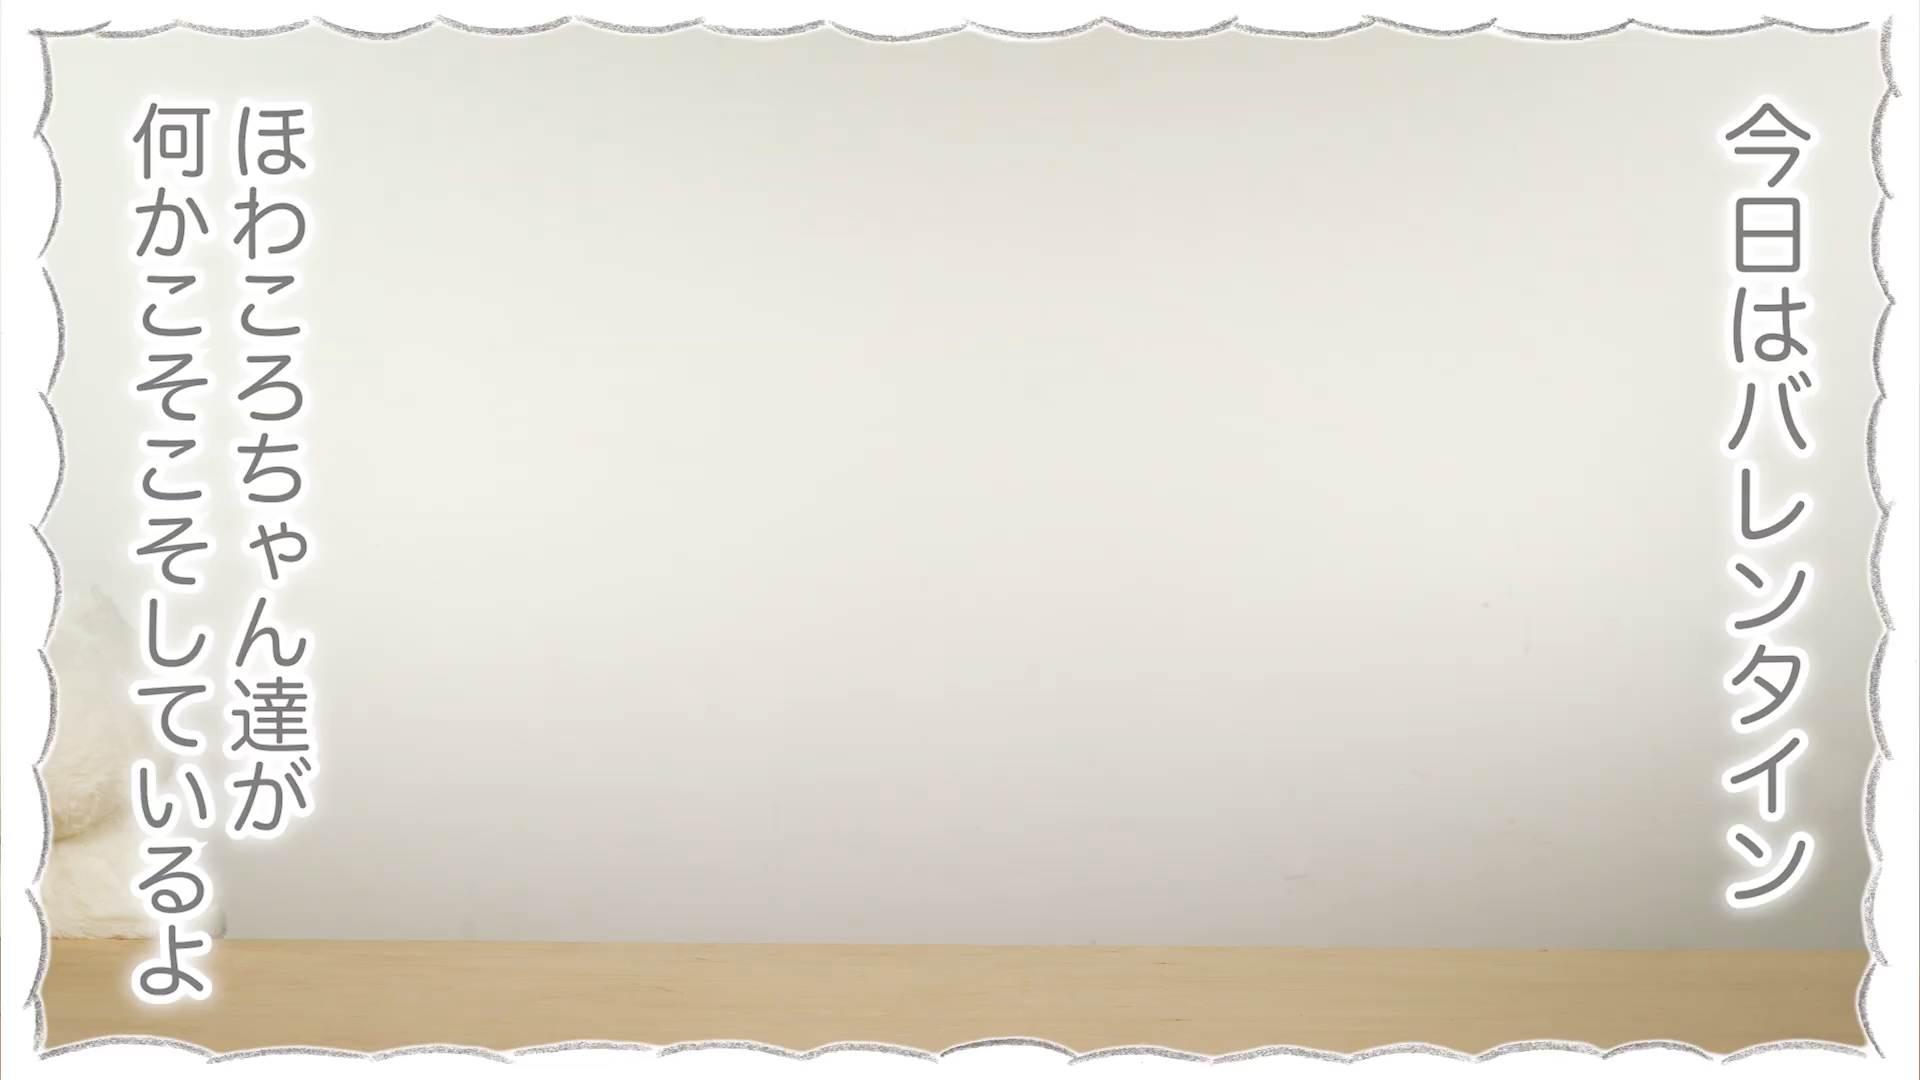 今日はバレンタイン
ほわころちゃん達が
何かこそこそしているよ